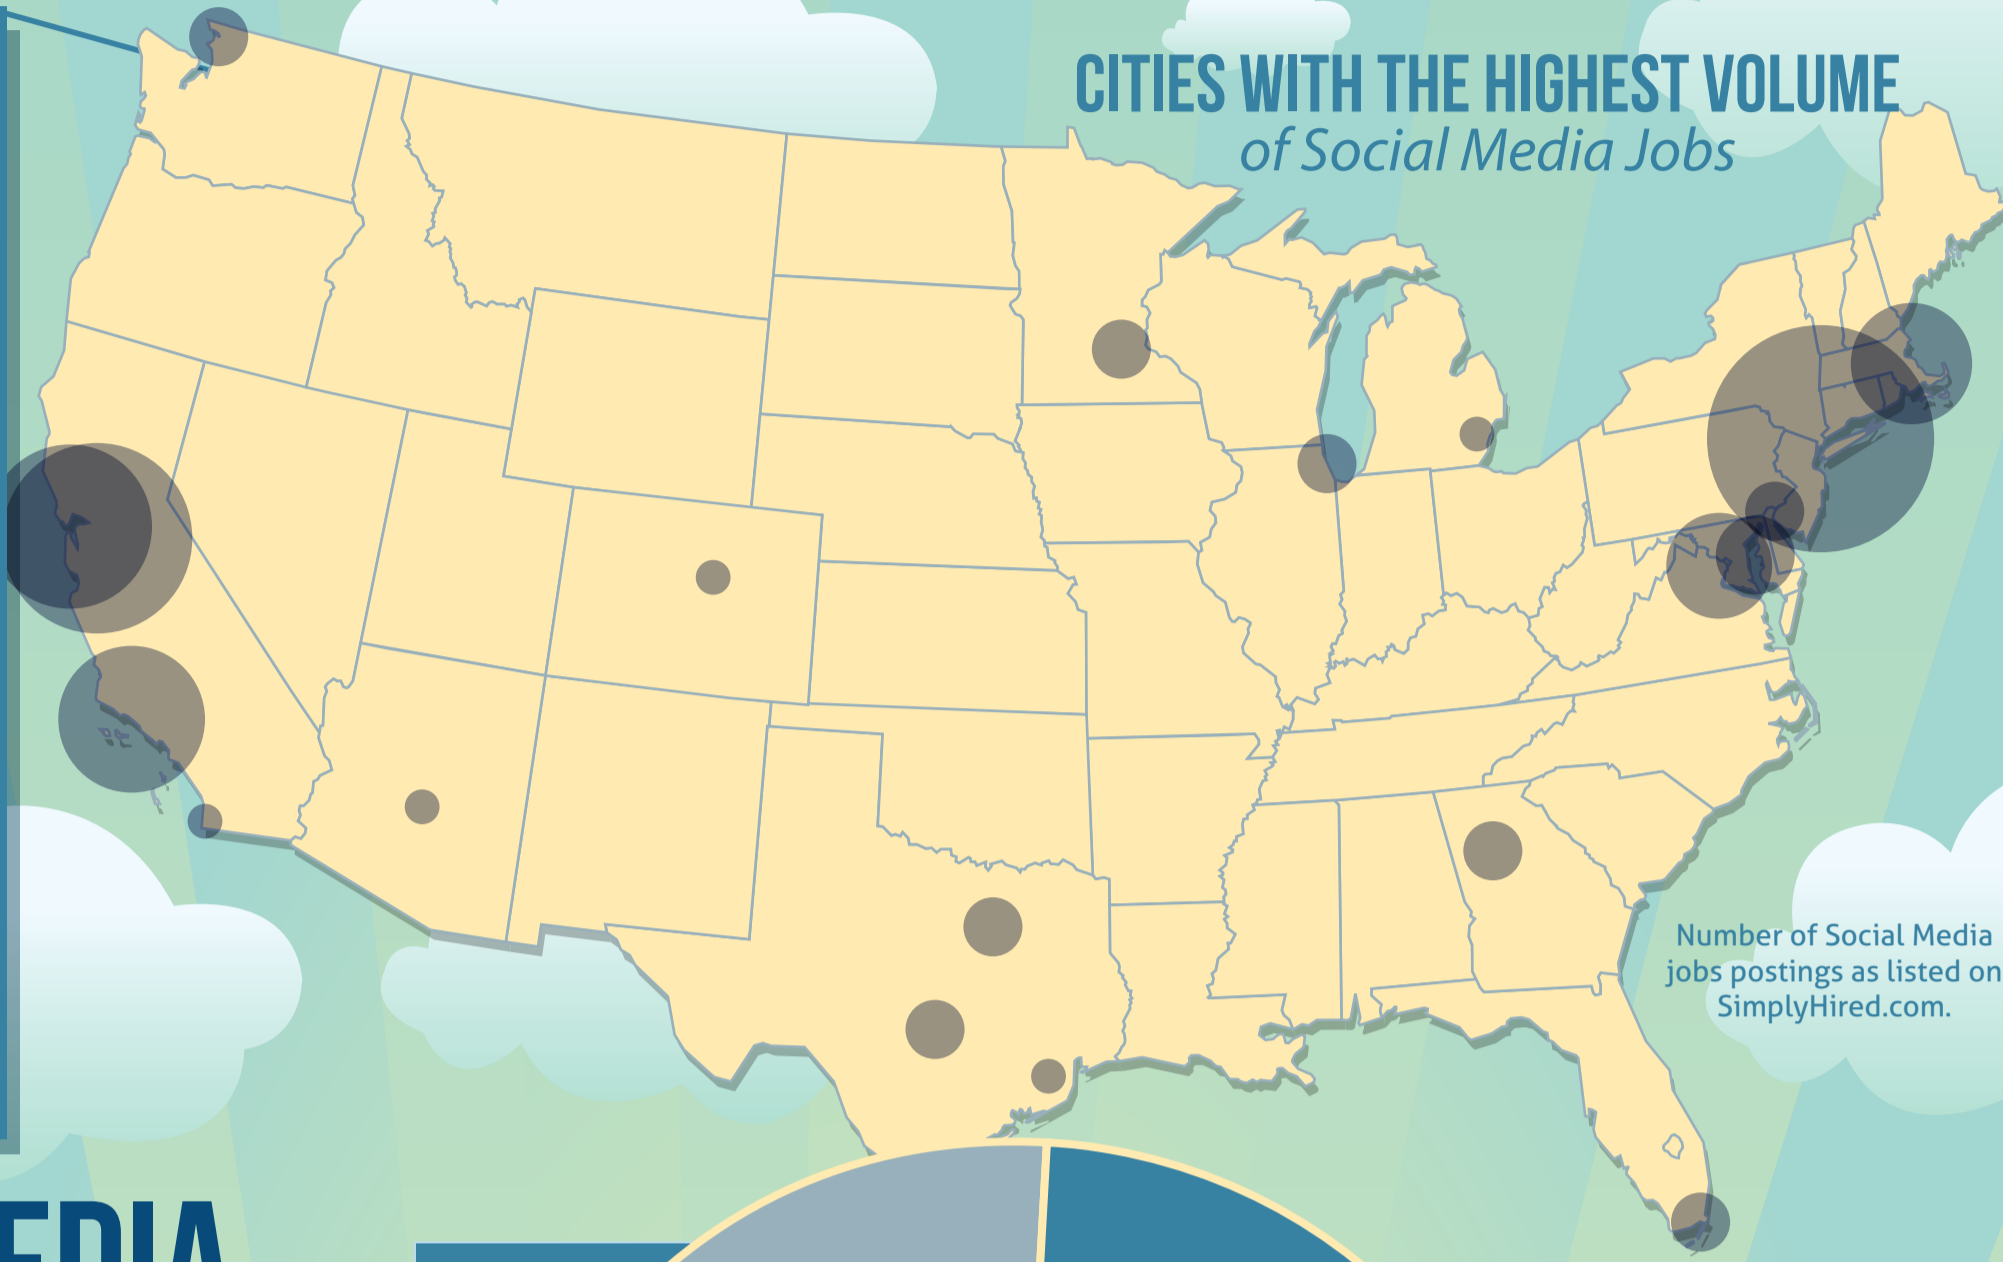 CITIES WITH THE HIGHEST VOLUME
of Social Media Jobs
Number of Social Media
jobs postings as listed on
SimplyHired.com.
EDIA